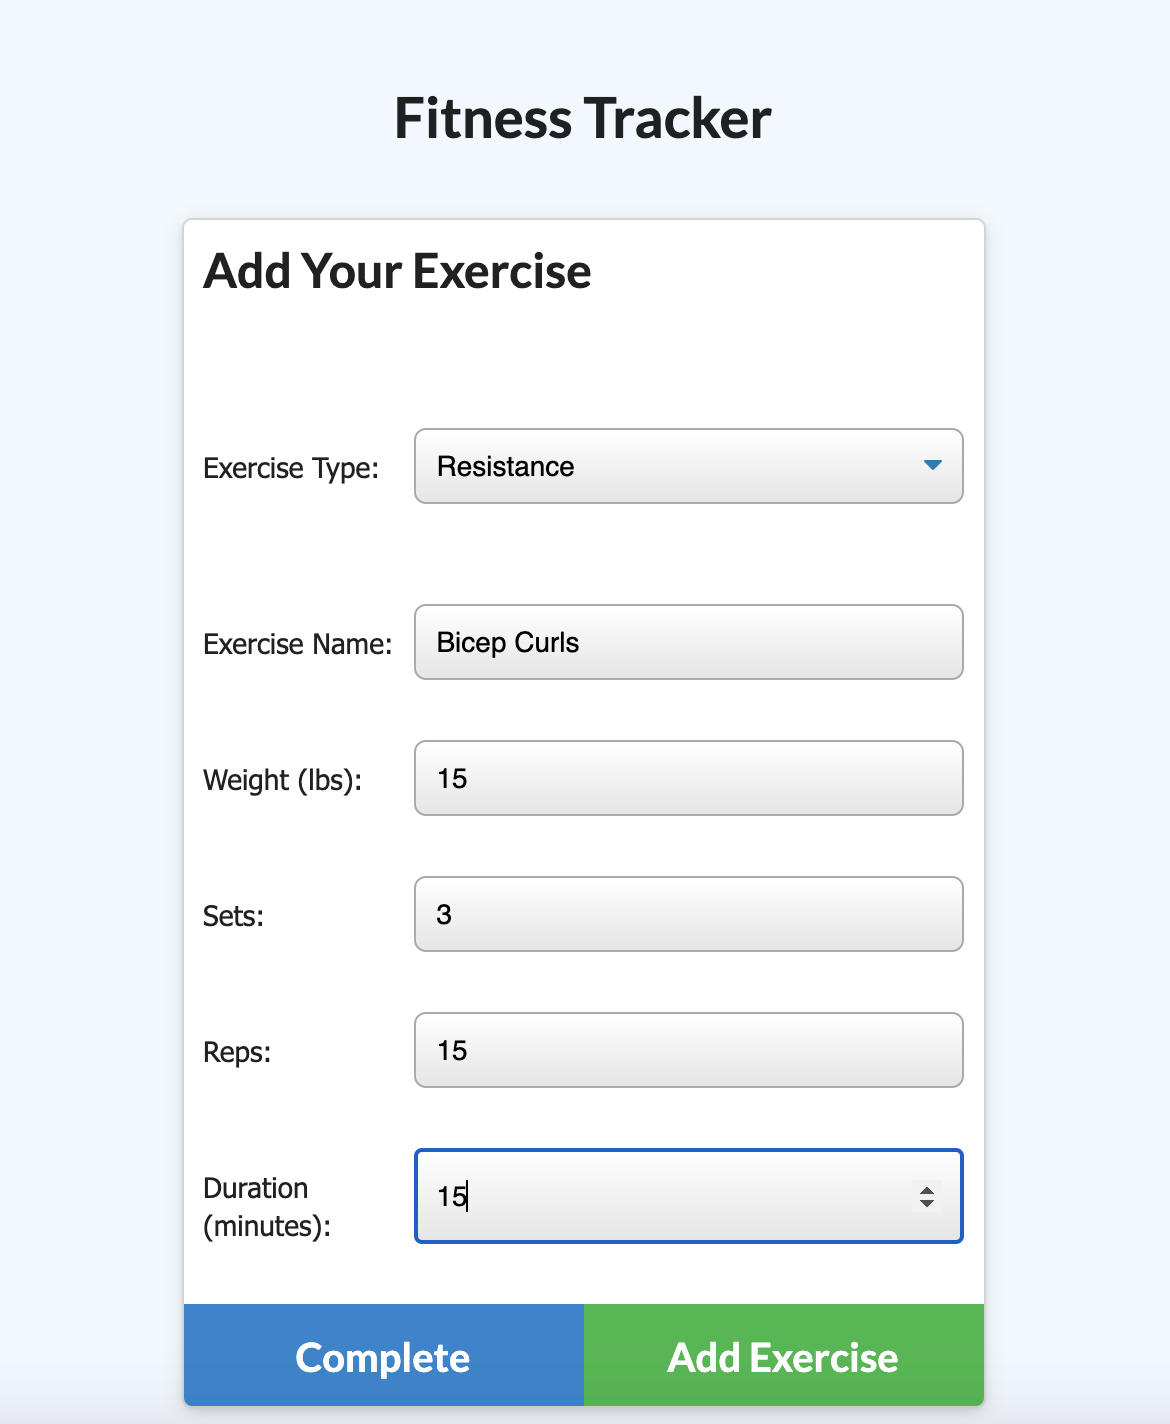 Fitness Tracker
Add Your Exercise
Exercise Type: Resistance
Exercise Name: Bicep Curls
Weight (lbs): 15
Sets: 3
Reps: 15
Duration
(minutes): 15
Complete Add Exercise